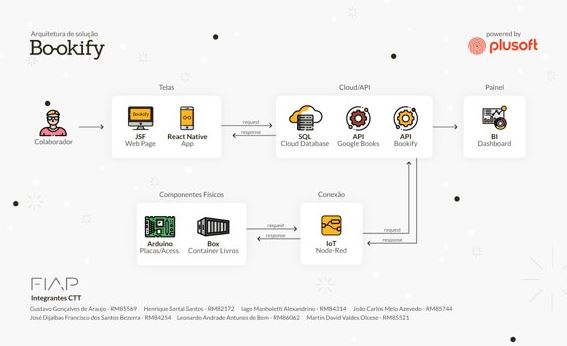 Arquitetura de solução
Bookify
powered by
plusoft
Telas
Cloud/API
Painel
Bookify
JSF
Web Page
React Native
App
request
response
SQL
Cloud Database
API
Google Books
API
Bookify
BI
Dashboard
Colaborador
Componentes Físicos
Conexão
Arduino
Placas/Acess.
Box
Container Livros
request
response
IoT
Node-Red
request
response
FIAP
Integrantes CTT
Gustavo Gonçalves de Araujo - RM85569 Henrique Sartal Santos - RM82172 Iago Manholetti Alexandrino - RM84314 João Carlos Melo Azevedo - RM85744
José Dijalbas Francisco dos Santos Bezerra - RM84254 Leonardo Andrade Antunes de Bem - RM86062 Martin David Valdes Olcese - RM85521